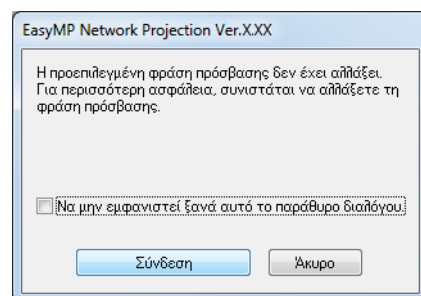 EasyMP Network Projection Ver.X.XX
Η προεπιλεγμένη φράση πρόσβασης δεν έχει αλλάξει.
Για περισσότερη ασφάλεια, συνιστάται να αλλάξετε τη
φράση πρόσβασης.
Να μην εμφανιστεί ξανά αυτό το παράθυρο διαλόγου.
Σύνδεση
Άκυρο